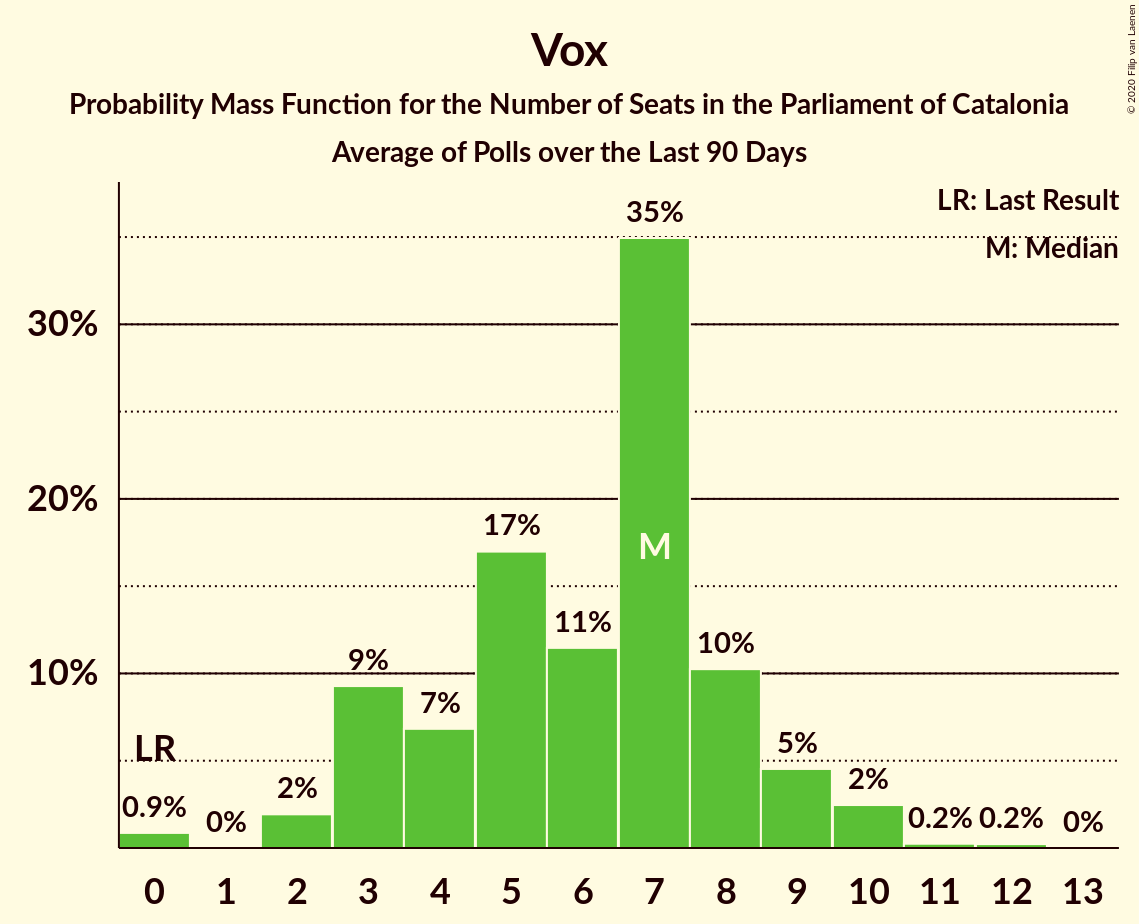 Vox
Probability Mass Function for the Number of Seats in the Parliament of Catalonia
Average of Polls over the Last 90 Days
© 2020 Filip van Laenen
LR: Last Result
M: Median
35%
30%
20%
17%
M
11%
10%
10%
9%
7%
LR
5%
2%
2%
0.9%
0%
0.2%
0.2%
0%
0 1 2 3 4 5 6 7 8 9 10 11 12 13